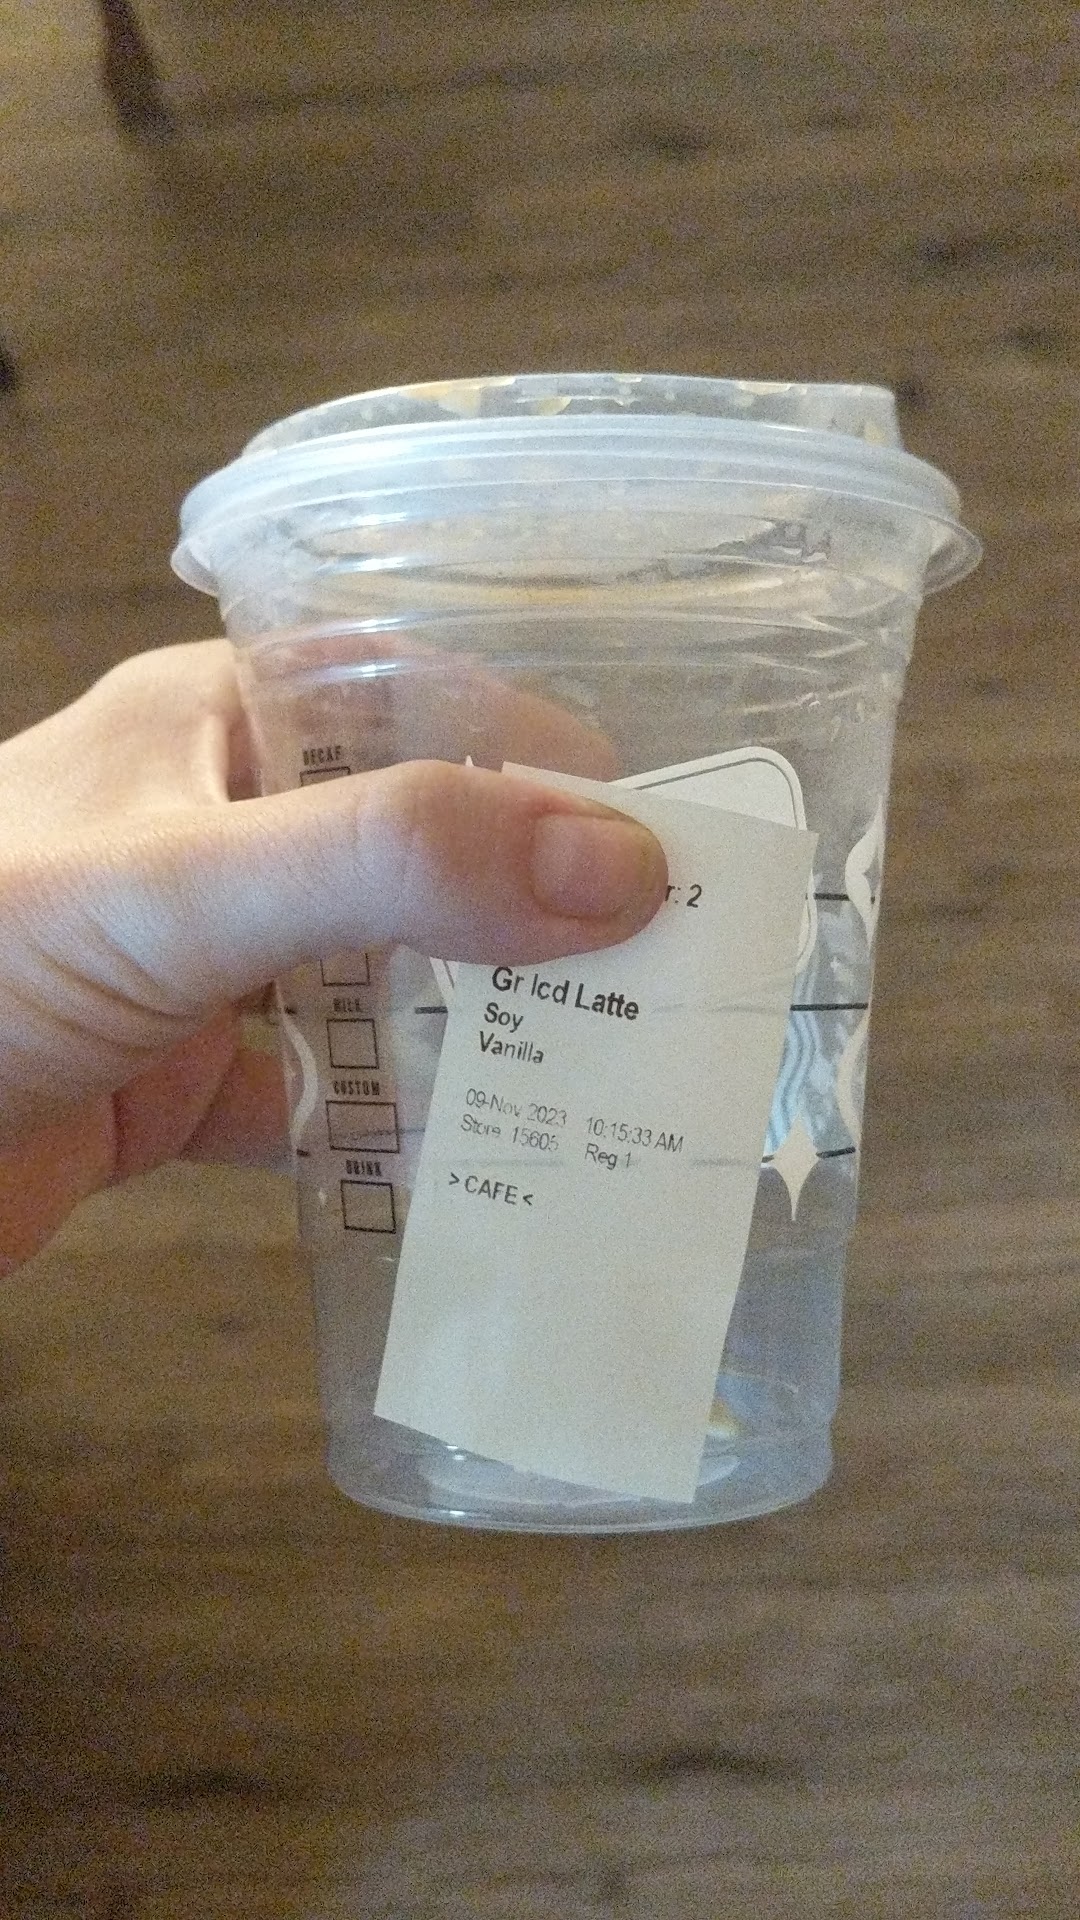 DECAF
r: 2
Gr Icd Latte
Soy
Vanilla
09-Nov 2023 10:15:33 AM
Store 15605 Reg 1
>CAFE<
MILK
CUSTOM
DRINK